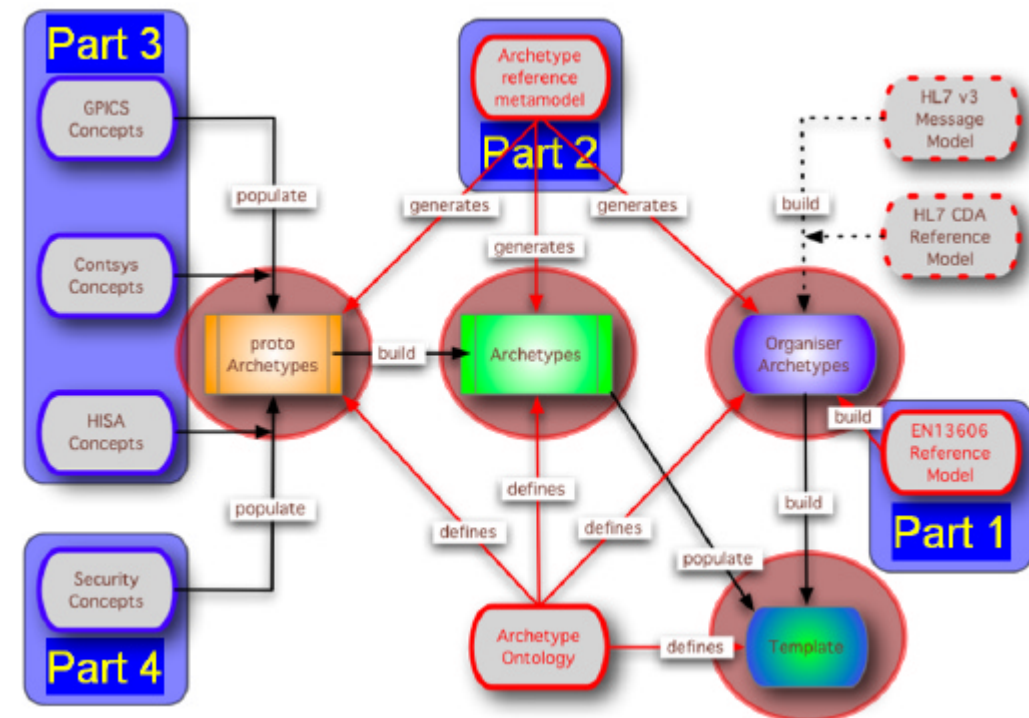 Part 3
GPICS
Concepts
populate
Contsys
Concepts
HISA
Concepts
populate
Security
Concepts
Part 4
Archetype
reference
metamodel
Part 2
generates
generates
generates
HL7 v3
Message
Model
build
HL7 CDA
Reference
Model
proto
Archetypes
build
Archetypes
Organiser
Archetypes
build
EN13606
Reference
Model
Part 1
defines
defines
defines
build
populate
Archetype
Ontology
defines
Template